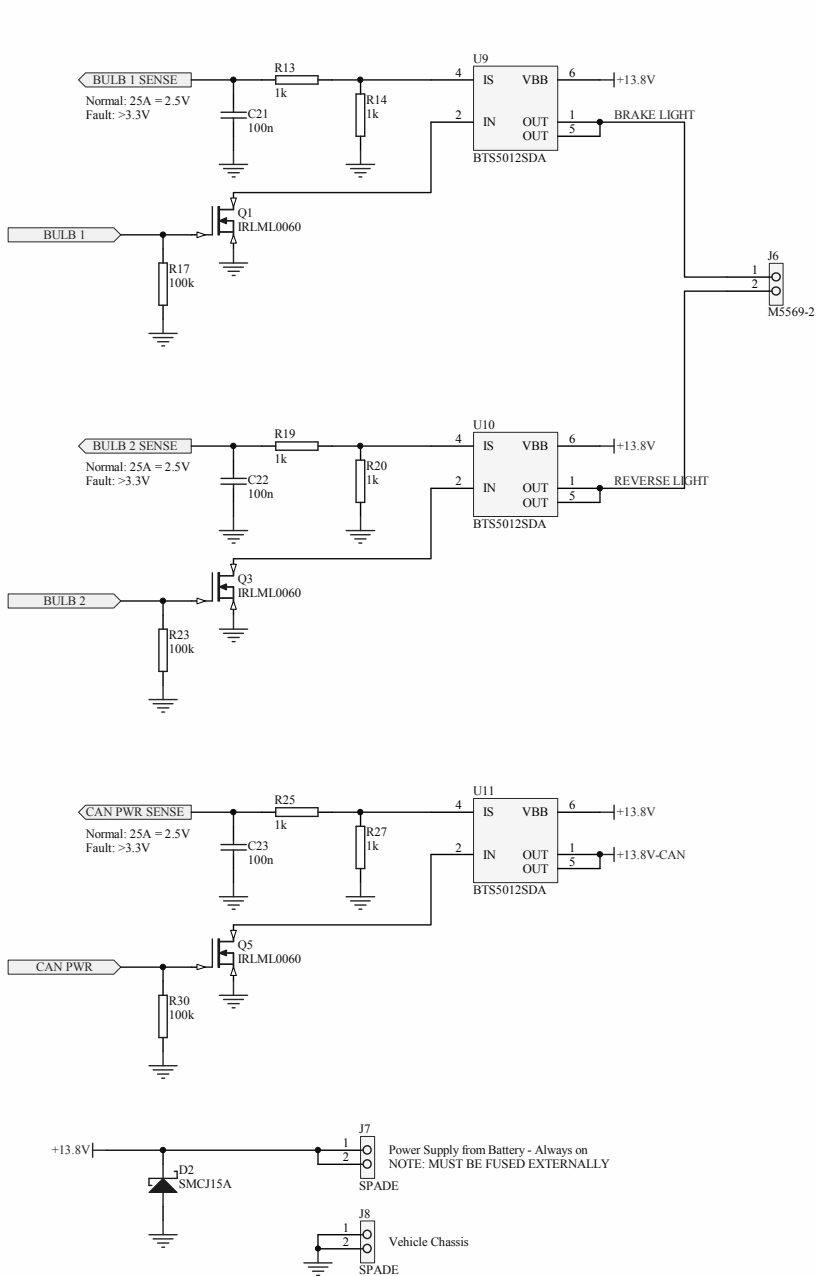 U9
BULB 1 SENSE
R13
1k
4 IS VBB 6 +13.8V
Normal: 25A = 2.5V
Fault: >3.3V
C21
100n
R14
1k
2 IN OUT 1 BRAKE LIGHT
OUT 5
BTS5012SDA
Q1
IRLML0060
BULB 1
R17
100k
J6
1
2
M5569-2
U10
BULB 2 SENSE
R19
1k
4 IS VBB 6 +13.8V
Normal: 25A = 2.5V
Fault: >3.3V
C22
100n
R20
1k
2 IN OUT 1 REVERSE LIGHT
OUT 5
BTS5012SDA
Q3
IRLML0060
BULB 2
R23
100k
U11
CAN PWR SENSE
R25
1k
4 IS VBB 6 +13.8V
Normal: 25A = 2.5V
Fault: >3.3V
C23
100n
R27
1k
2 IN OUT 1 +13.8V-CAN
OUT 5
BTS5012SDA
Q5
IRLML0060
CAN PWR
R30
100k
J7
+13.8V
1
2
Power Supply from Battery - Always on
NOTE: MUST BE FUSED EXTERNALLY
SPADE
D2
SMCJ15A
J8
1
2
Vehicle Chassis
SPADE